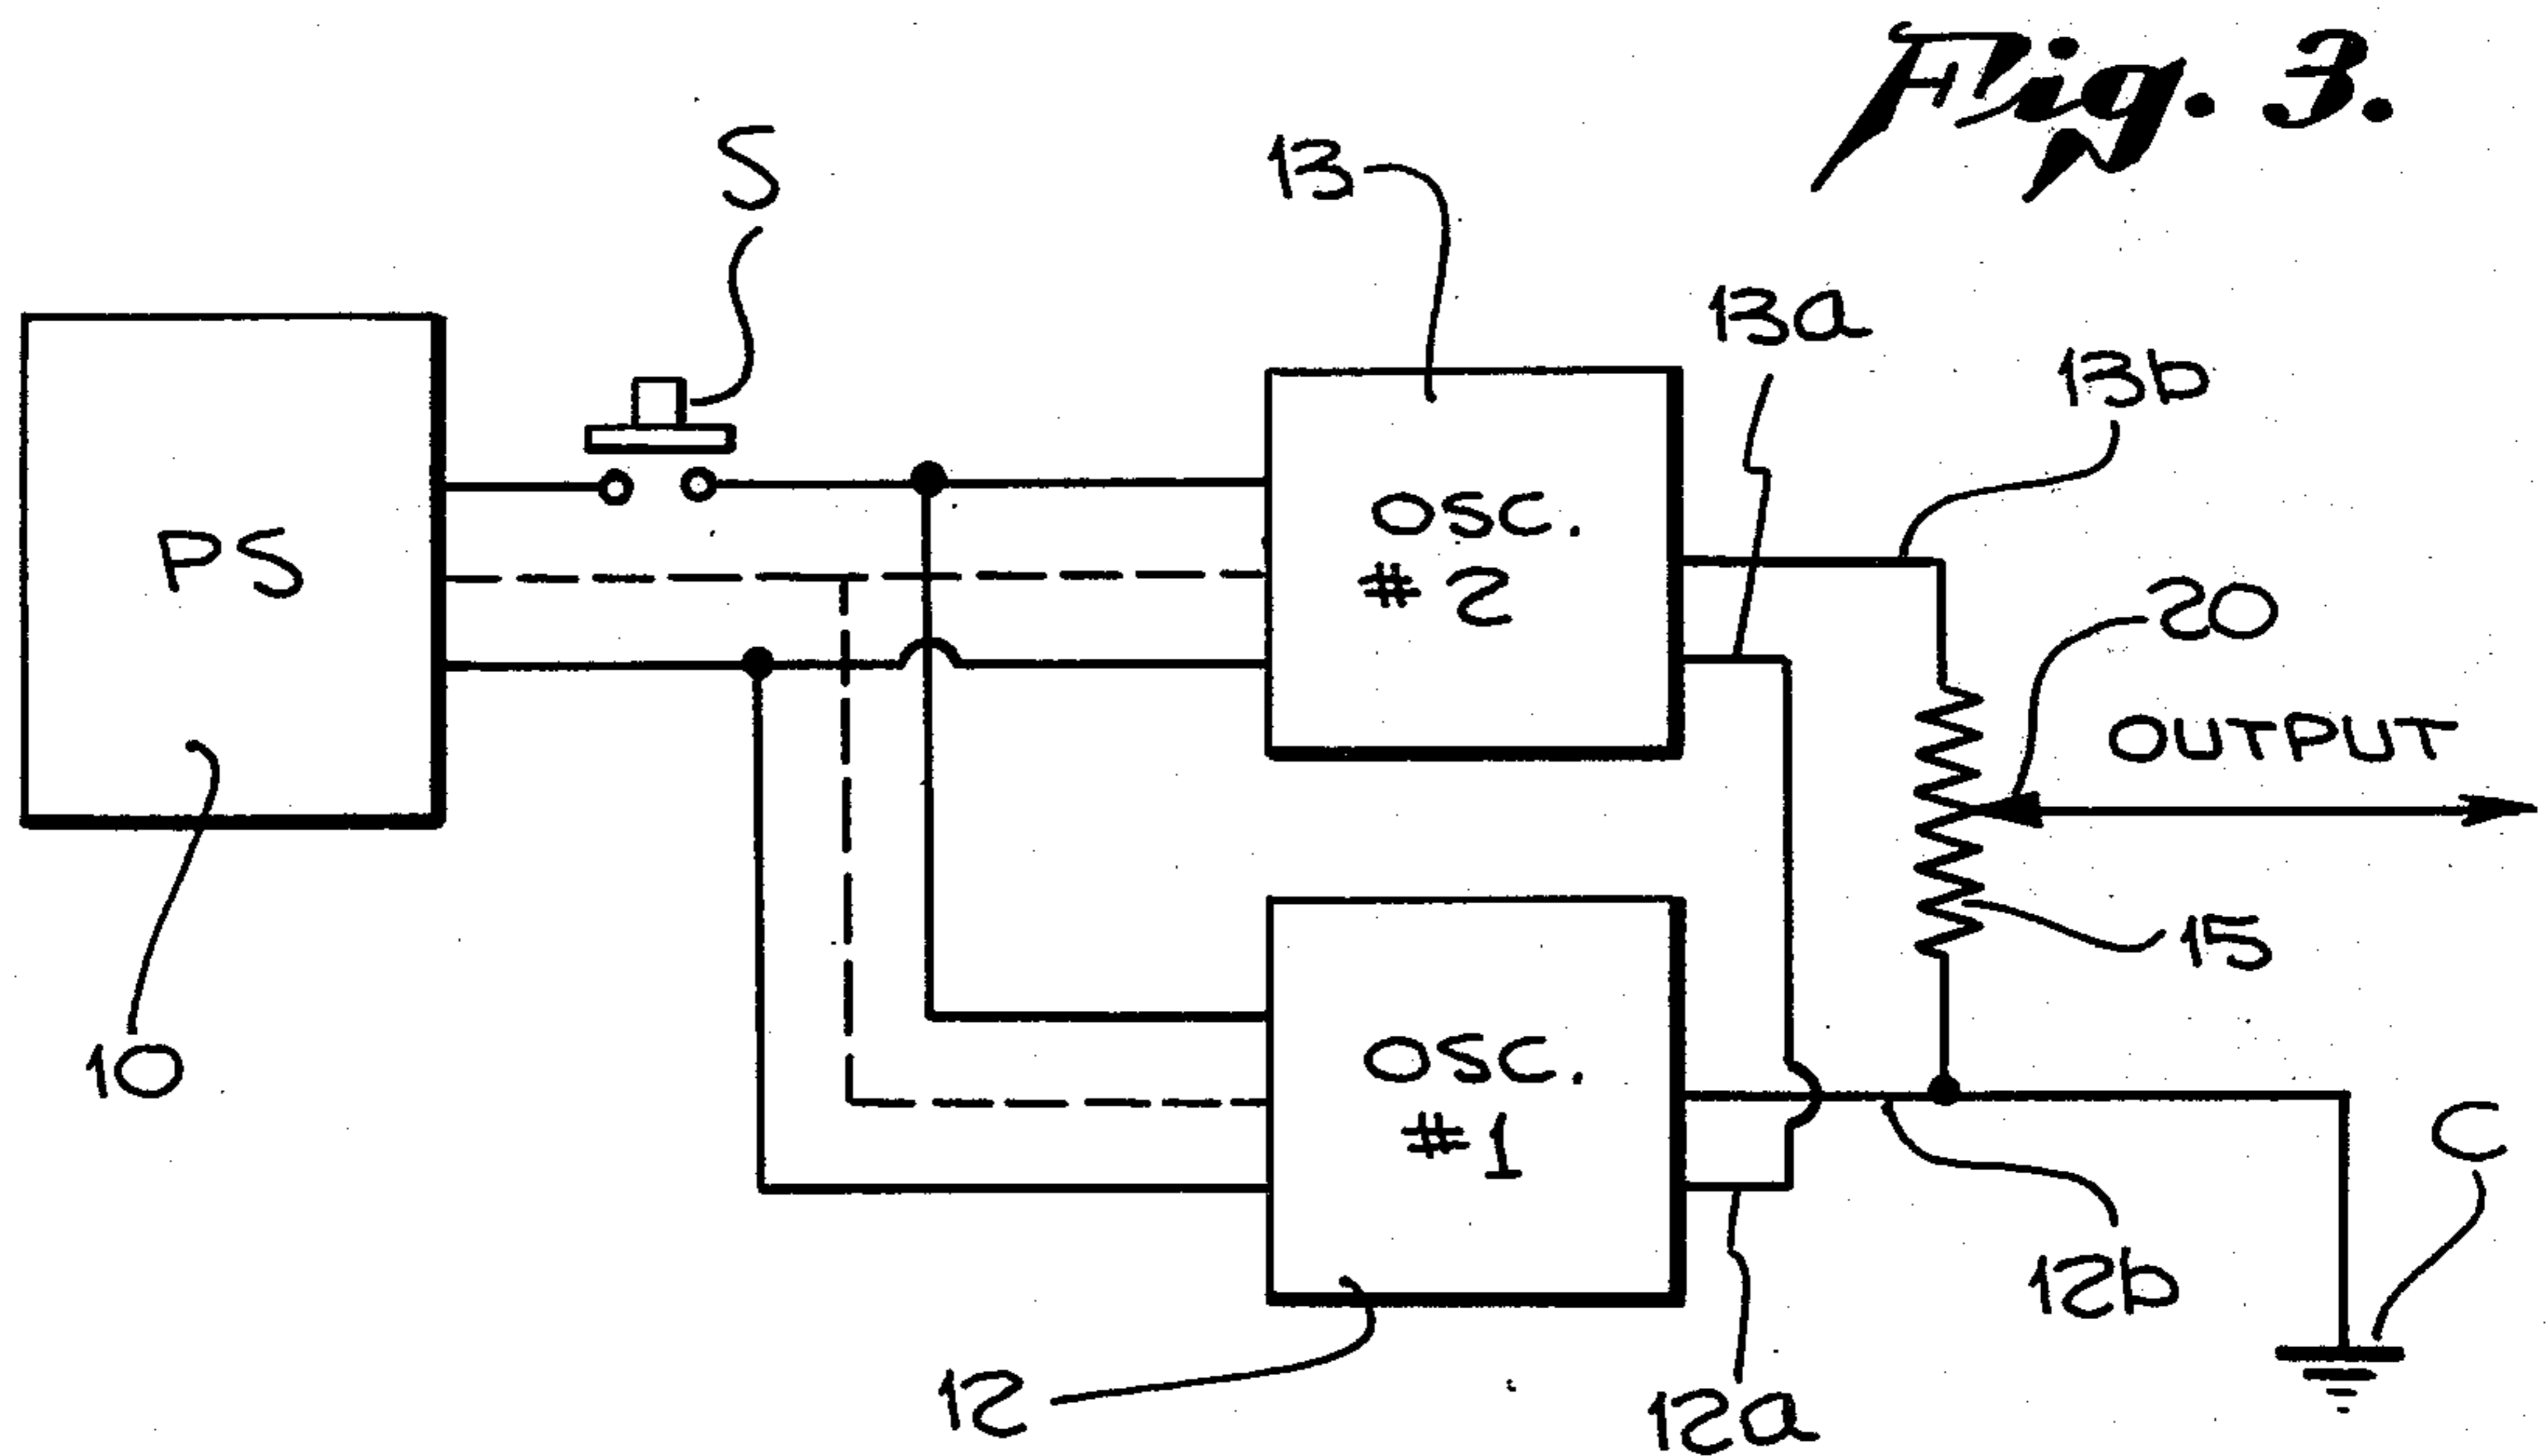 Fig. 3.
S
13
13a
13b
PS
OSC.
# 2
20
OUTPUT
15
10
OSC.
#1
C
12b
12
12a